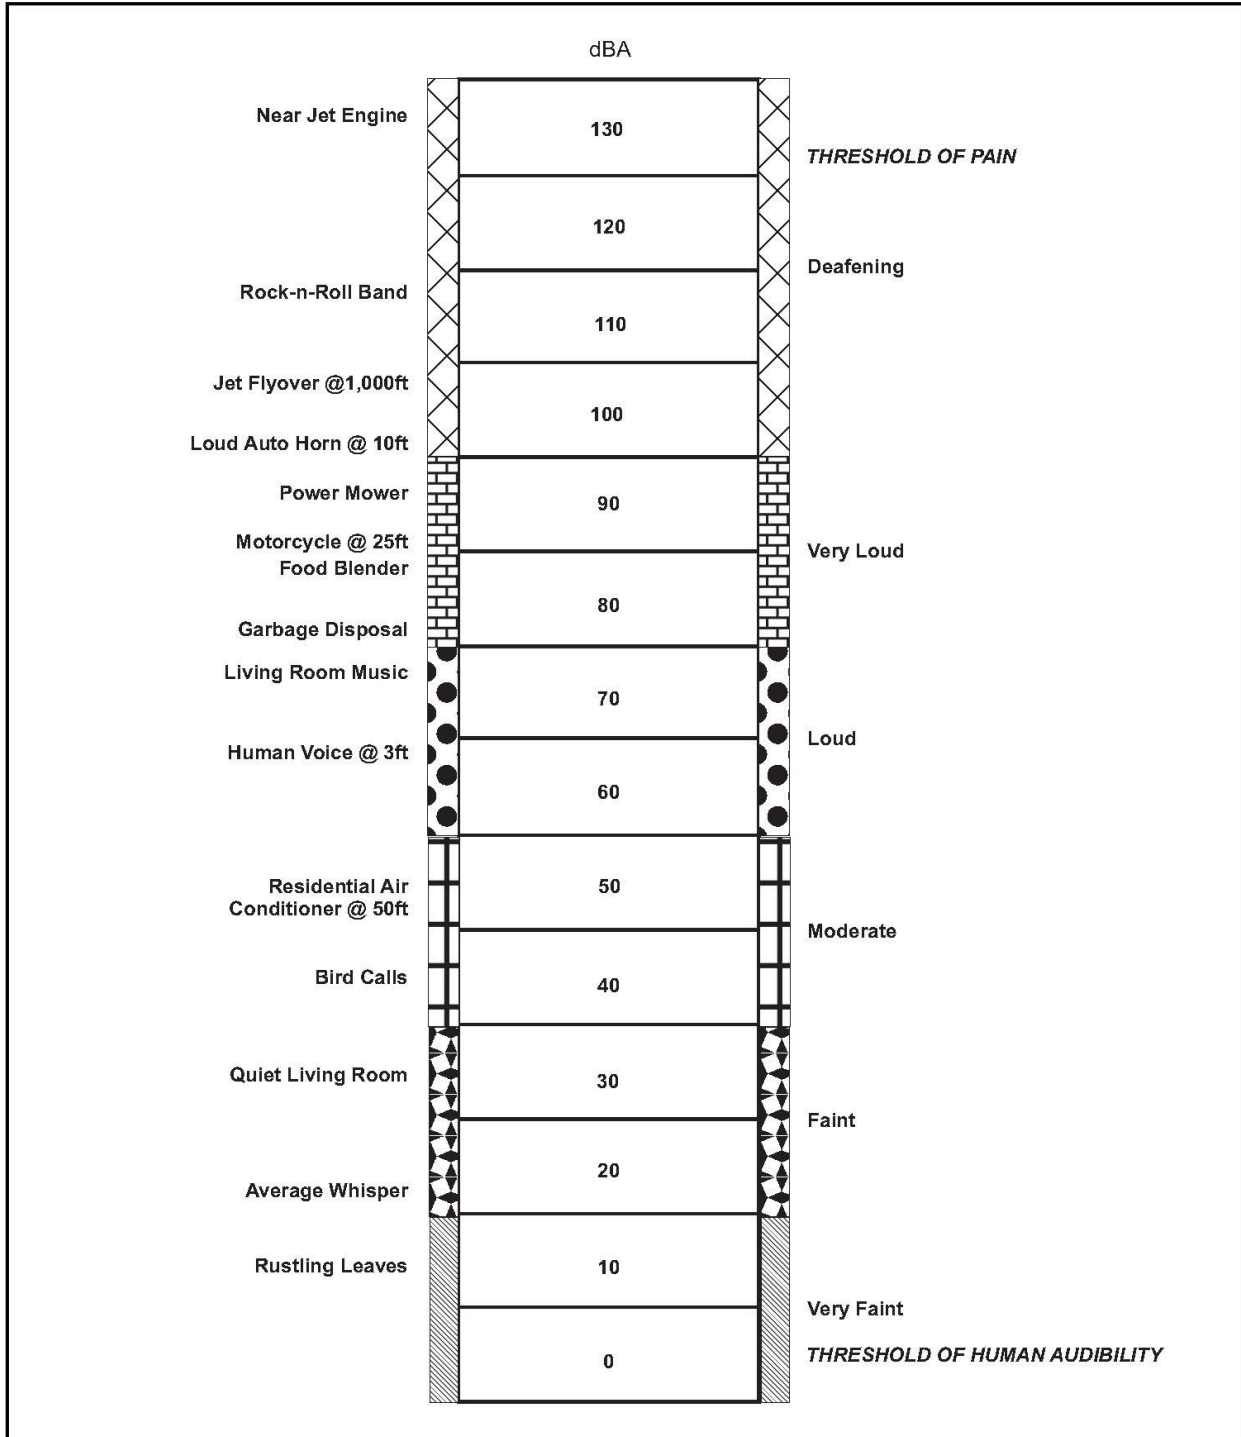 dBA
Near Jet Engine
130
THRESHOLD OF PAIN
120
Deafening
Rock-n-Roll Band
110
Jet Flyover @1,000ft
100
Loud Auto Horn @ 10ft
Power Mower
90
Motorcycle @ 25ft
Very Loud
Food Blender
80
Garbage Disposal
Living Room Music
70
Loud
Human Voice @ 3ft
60
Residential Air
50
Conditioner @ 50ft
Moderate
Bird Calls
40
Quiet Living Room
30
Faint
20
Average Whisper
Rustling Leaves
10
Very Faint
THRESHOLD OF HUMAN AUDIBILITY
0